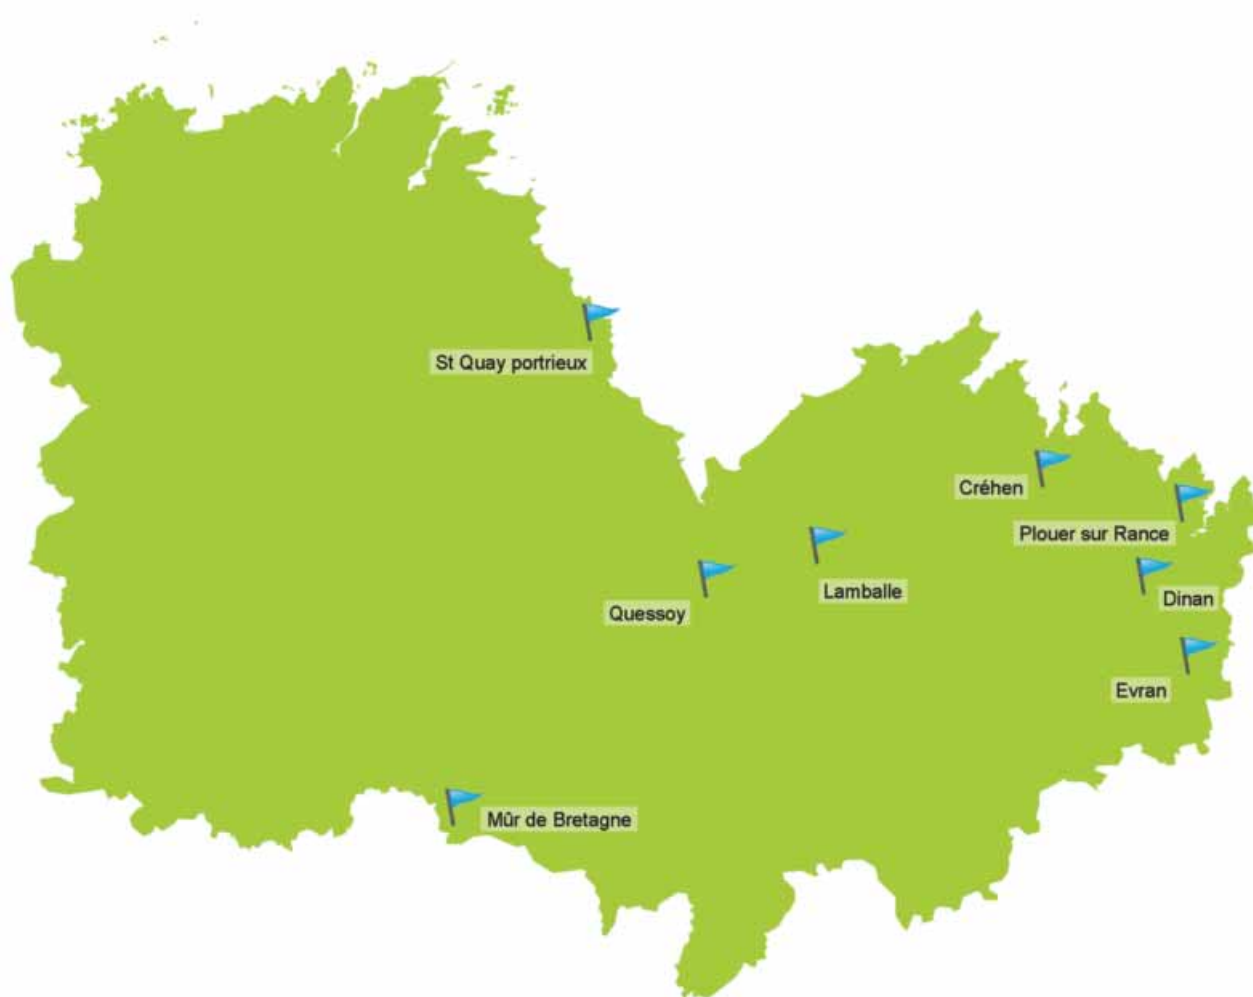 St Quay portrieux
Créhen
Plouer sur Rance
Lamballe
Dinan
Quessoy
Evran
Mûr de Bretagne